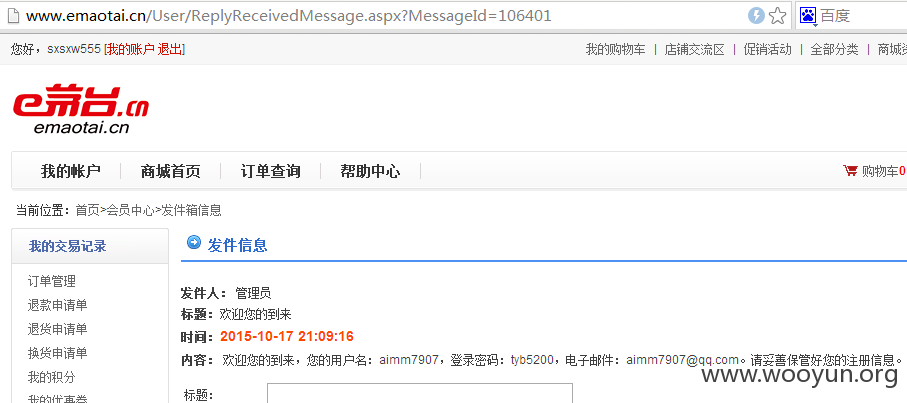 www.emaotai.cn/User/ReplyReceivedMessage.aspx?MessageId=106401 百度
您好，sxsxw555 [我的账户 退出] 我的购物车 | 店铺交流区 | 促销活动 | 全部分类 | 商城资
e茅台.cn
emaotai.cn
我的帐户 商城首页 订单查询 帮助中心 购物车0
当前位置：首页>会员中心>发件箱信息
我的交易记录 发件信息
订单管理
退款申请单
退货申请单
换货申请单
我的积分
我的优惠券
发件人：管理员
标题：欢迎您的到来
时间：2015-10-17 21:09:16
内容：欢迎您的到来，您的用户名：aimm7907，登录密码：tyb5200，电子邮件：aimm7907@qq.com。请妥善保管好您的注册信息。
标题：
www.wooyun.org